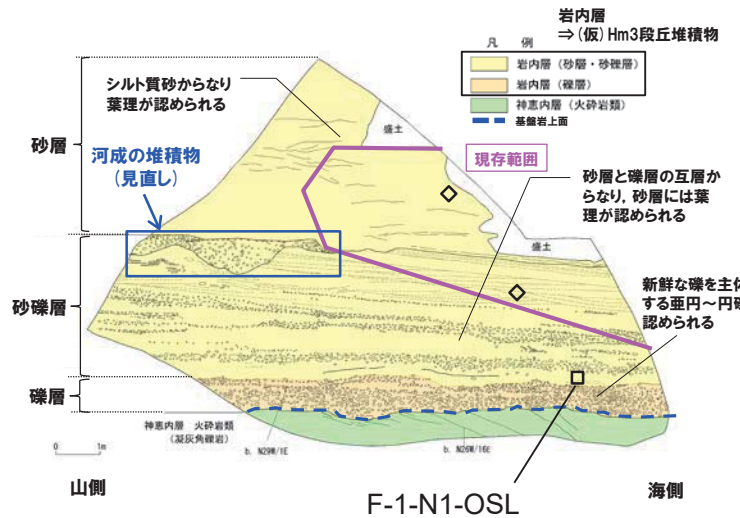 岩内層
⇒(仮) Hm3段丘堆積物
凡　例
岩内層（砂層・砂礫層）
岩内層（礫層）
神恵内層（火砕岩類）
基盤岩上面
シルト質砂からなり
葉理が認められる
盛土
砂層
河成の堆積物
(見直し)
現存範囲
砂層と礫層の互層か
らなり，砂層には葉
理が認められる
盛土
新鮮な礫を主体
する亜円～円礫
認められる
砂礫層
礫層
神恵内層　火砕岩類
（凝灰角礫岩）
b. N29W/1E
b. N26W/16E
0 1m
山側
海側
F-1-N1-OSL